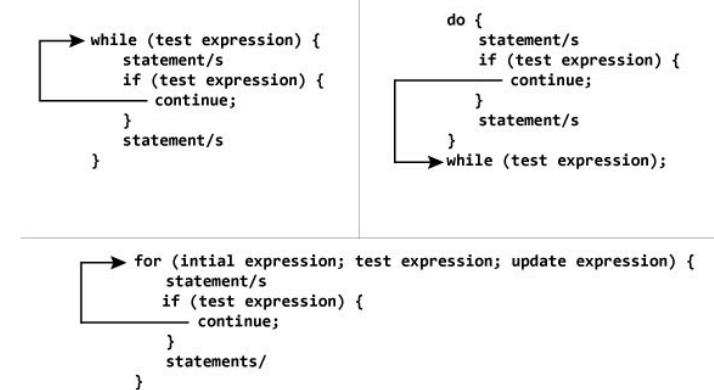 while (test expression) {
statement/s
if (test expression) {
continue;
}
statement/s
}
do {
statement/s
if (test expression) {
continue;
}
statement/s
}
while (test expression);
for (intial expression; test expression; update expression) {
statement/s
if (test expression) {
continue;
}
statements/
}